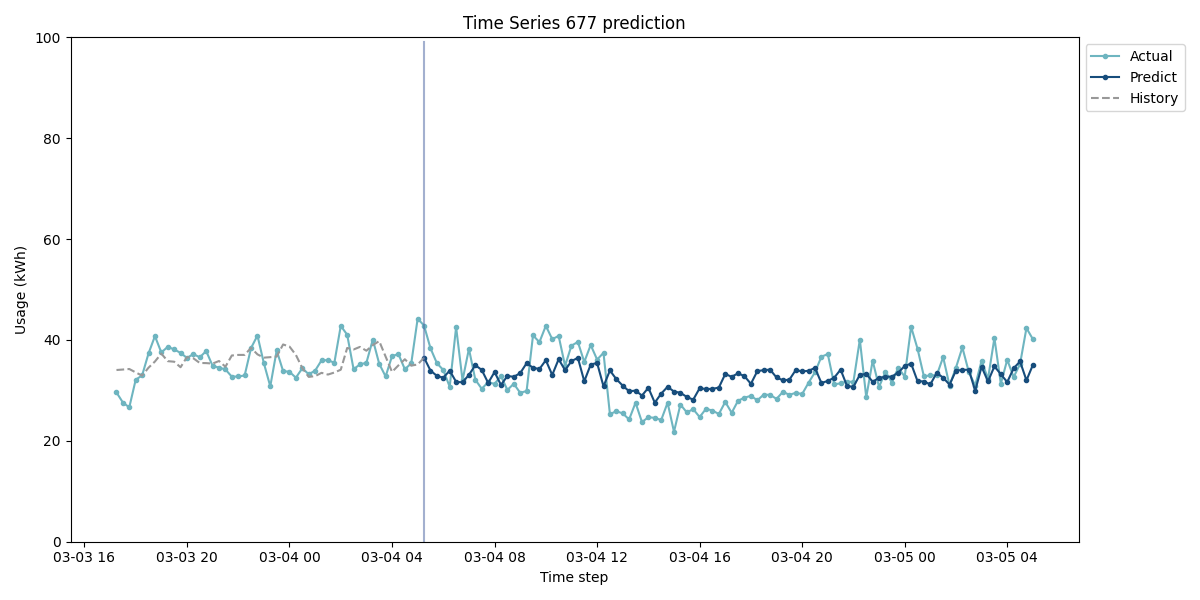 Time Series 677 prediction
Actual
Predict
History
Usage (kWh)
100
80
60
40
20
0
03-03 16
03-03 20
03-04 00
03-04 04
03-04 08
03-04 12
03-04 16
03-04 20
03-05 00
03-05 04
Time step